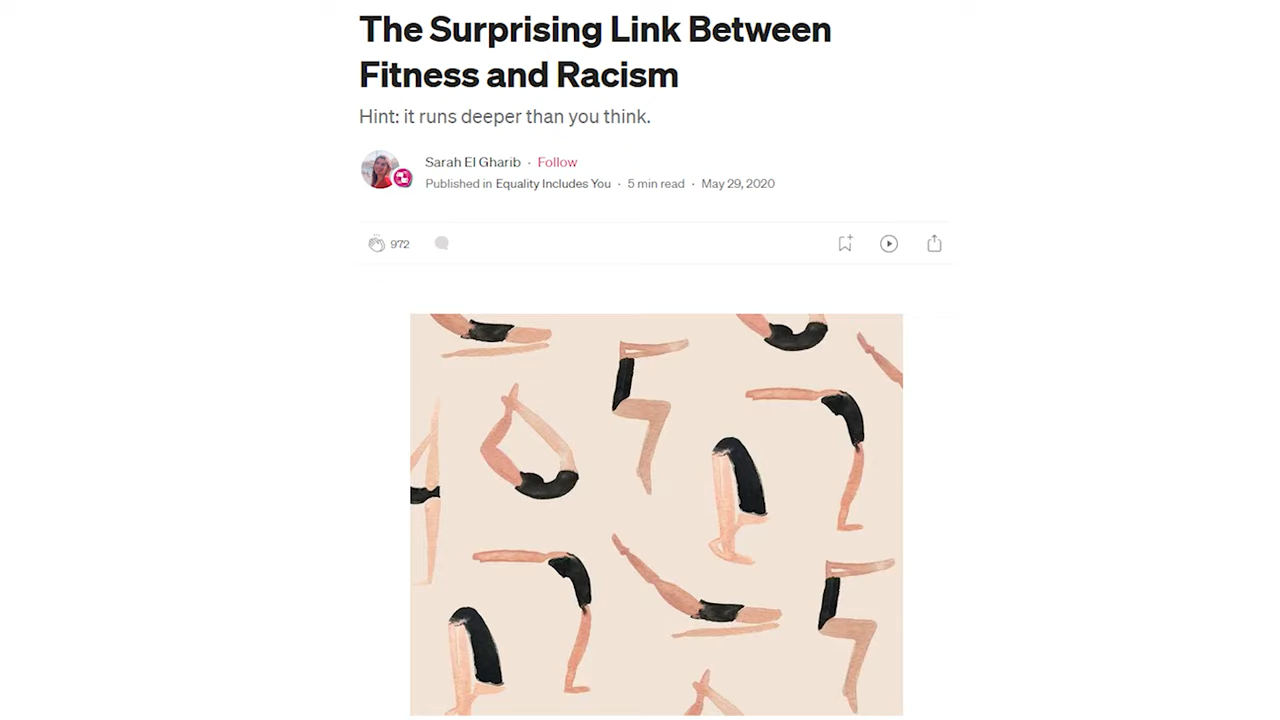 The Surprising Link Between
Fitness and Racism
Hint: it runs deeper than you think.
Sarah El Gharib · Follow
Published in Equality Includes You · 5 min read · May 29, 2020
972